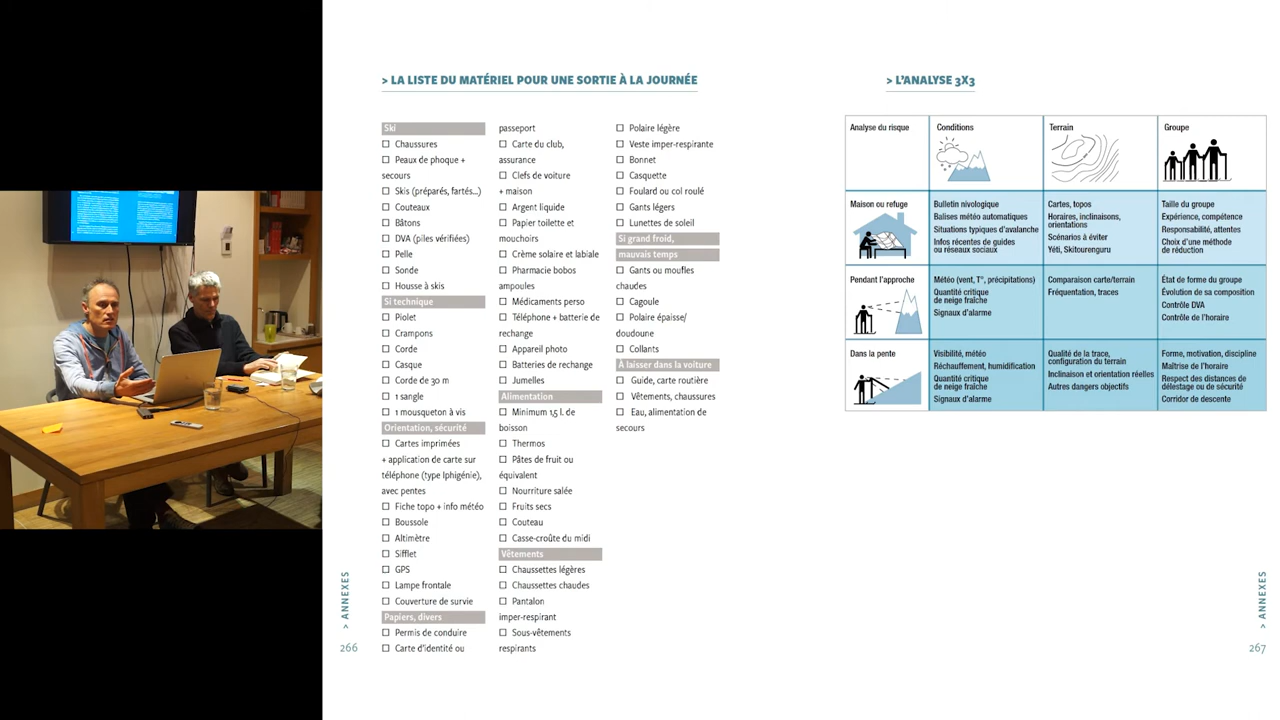 > LA LISTE DU MATÉRIEL POUR UNE SORTIE À LA JOURNÉE
Ski
Chaussures
Peaux de phoque +
secours
Skis (préparés, fartés...)
Couteaux
Bâtons
DVA (piles vérifiées)
Pelle
Sonde
Housse à skis
Si technique
Piolet
Crampons
Corde
Casque
Corde de 30 m
1 sangle
1 mousqueton à vis
Orientation, sécurité
Cartes imprimées
+ application de carte sur
téléphone (type Iphigénie),
avec pentes
Fiche topo + info météo
Boussole
Altimètre
Sifflet
GPS
Lampe frontale
Couverture de survie
Papiers, divers
Permis de conduire
Carte d'identité ou
passeport
Carte du club,
assurance
Clefs de voiture
+ maison
Argent liquide
Papier toilette et
mouchoirs
Crème solaire et labiale
Pharmacie bobos
ampoules
Médicaments perso
Téléphone + batterie de
rechange
Appareil photo
Batteries de rechange
Jumelles
Alimentation
Minimum 1,5 l. de
boisson
Thermos
Pâtes de fruit ou
équivalent
Nourriture salée
Fruits secs
Couteau
Casse-croûte du midi
Vêtements
Chaussettes légères
Chaussettes chaudes
Pantalon
imper-respirant
Sous-vêtements
respirants
Polaire légère
Veste imper-respirante
Bonnet
Casquette
Foulard ou col roulé
Gants légers
Lunettes de soleil
Si grand froid,
mauvais temps
Gants ou moufles
chaudes
Cagoule
Polaire épaisse/
doudoune
Collants
À laisser dans la voiture
Guide, carte routière
Vêtements, chaussures
Eau, alimentation de
secours
> ANNEXES
266
> L'ANALYSE 3X3
Analyse du risque
Conditions
Terrain
Groupe
Maison ou refuge
Bulletin nivologique
Balises météo automatiques
Situations typiques d'avalanche
Infos récentes de guides
ou réseaux sociaux
Cartes, topos
Horaires, inclinaisons,
orientations
Scénarios à éviter
Yéti, Skitourenguru
Taille du groupe
Expérience, compétence
Responsabilité, attentes
Choix d'une méthode
de réduction
Pendant l'approche
Météo (vent, T°, précipitations)
Quantité critique
de neige fraîche
Signaux d'alarme
Comparaison carte/terrain
Fréquentation, traces
État de forme du groupe
Évolution de sa composition
Contrôle DVA
Contrôle de l'horaire
Dans la pente
Visibilité, météo
Réchauffement, humidification
Quantité critique
de neige fraîche
Signaux d'alarme
Qualité de la trace,
configuration du terrain
Inclinaison et orientation réelles
Autres dangers objectifs
Forme, motivation, discipline
Maîtrise de l'horaire
Respect des distances de
délestage ou de sécurité
Corridor de descente
> ANNEXES
267